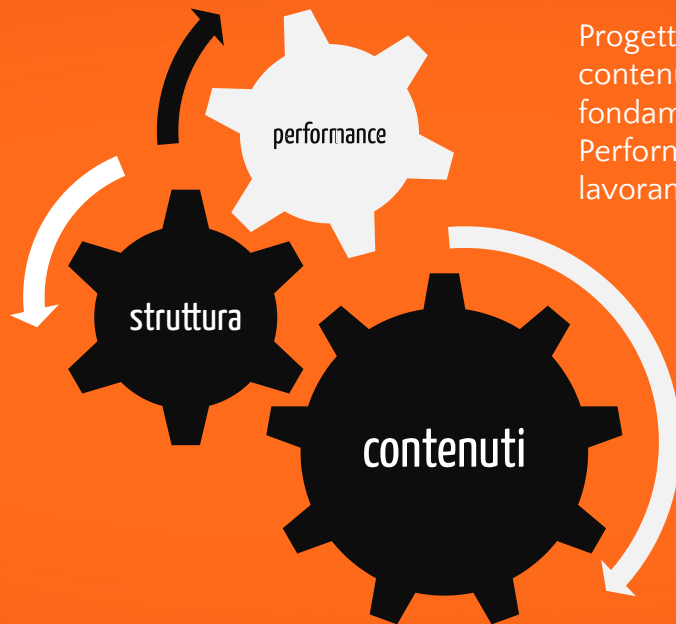 Progett
contenu
fondam
Perform
lavoran
performance
struttura
contenuti